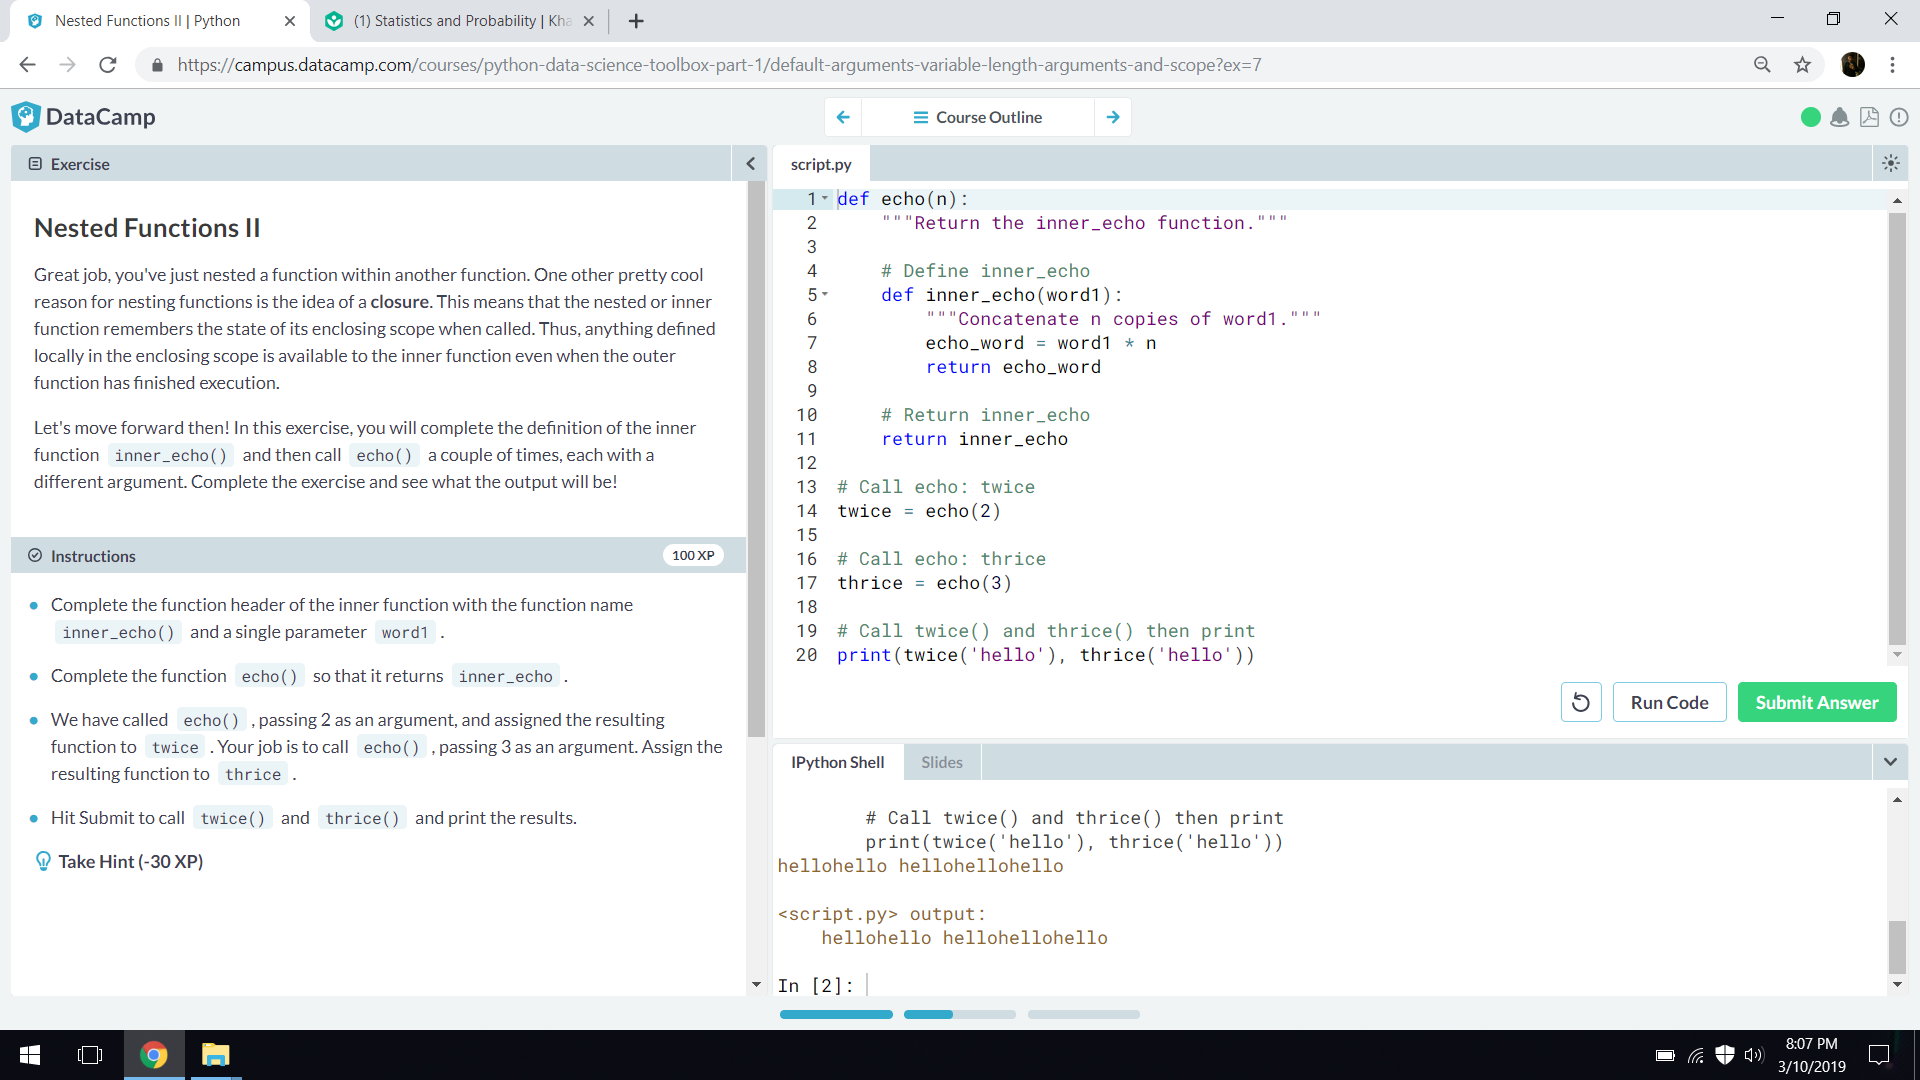 Nested Functions II | Python
(1) Statistics and Probability | Kha
https://campus.datacamp.com/courses/python-data-science-toolbox-part-1/default-arguments-variable-length-arguments-and-scope?ex=7
DataCamp
Course Outline
Exercise
Nested Functions II
Great job, you've just nested a function within another function. One other pretty cool
reason for nesting functions is the idea of a closure. This means that the nested or inner
function remembers the state of its enclosing scope when called. Thus, anything defined
locally in the enclosing scope is available to the inner function even when the outer
function has finished execution.
Let's move forward then! In this exercise, you will complete the definition of the inner
function inner_echo() and then call echo() a couple of times, each with a
different argument. Complete the exercise and see what the output will be!
Instructions
100 XP
Complete the function header of the inner function with the function name
inner_echo() and a single parameter word1 .
Complete the function echo() so that it returns inner_echo .
We have called echo() , passing 2 as an argument, and assigned the resulting
function to twice . Your job is to call echo() , passing 3 as an argument. Assign the
resulting function to thrice .
Hit Submit to call twice() and thrice() and print the results.
Take Hint (-30 XP)
script.py
1 def echo(n):
2     """Return the inner_echo function."""
3
4     # Define inner_echo
5     def inner_echo(word1):
6         """Concatenate n copies of word1."""
7         echo_word = word1 * n
8         return echo_word
9
10     # Return inner_echo
11     return inner_echo
12
13 # Call echo: twice
14 twice = echo(2)
15
16 # Call echo: thrice
17 thrice = echo(3)
18
19 # Call twice() and thrice() then print
20 print(twice('hello'), thrice('hello'))
Run Code
Submit Answer
IPython Shell
Slides
# Call twice() and thrice() then print
print(twice('hello'), thrice('hello'))
hellohello hellohellohello
<script.py> output:
    hellohello hellohellohello
In [2]:
8:07 PM
3/10/2019